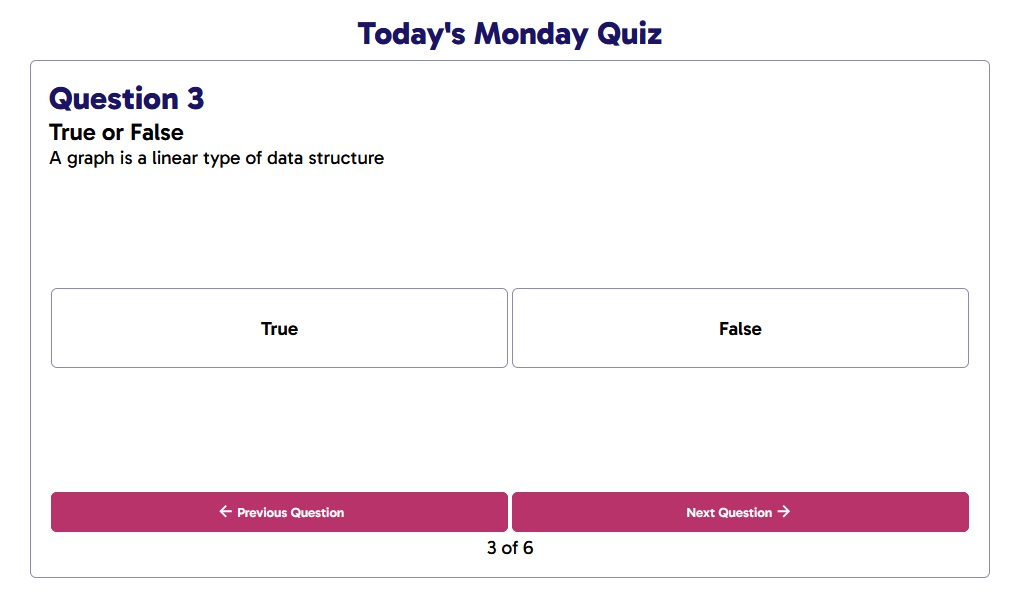 Today's Monday Quiz
Question 3
True or False
A graph is a linear type of data structure
True
False
← Previous Question
Next Question →
3 of 6